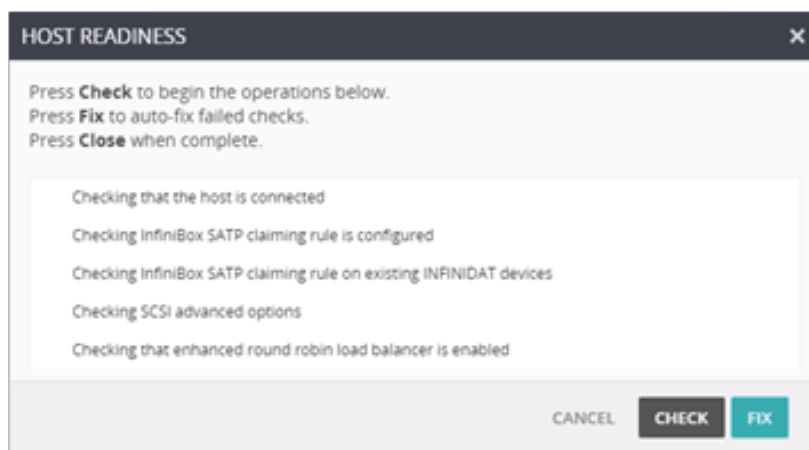 HOST READINESS
Press Check to begin the operations below.
Press Fix to auto-fix failed checks.
Press Close when complete.
Checking that the host is connected
Checking InfiniBox SATP claiming rule is configured
Checking InfiniBox SATP claiming rule on existing INFINIDAT devices
Checking SCSI advanced options
Checking that enhanced round robin load balancer is enabled
CANCEL CHECK FIX